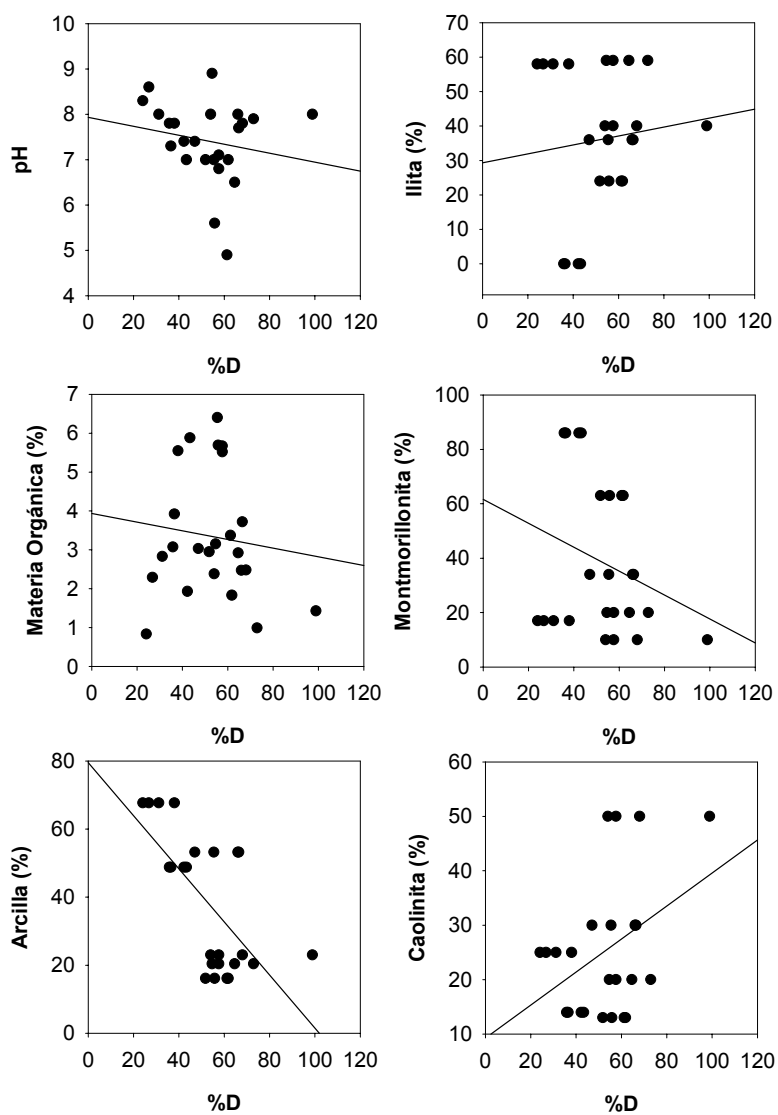 pH
10
9
8
7
6
5
4
0 20 40 60 80 100 120
%D
Ilita (%)
70
60
50
40
30
20
10
0
0 20 40 60 80 100 120
%D
Materia Orgánica (%)
7
6
5
4
3
2
1
0
0 20 40 60 80 100 120
%D
Montmorillonita (%)
100
80
60
40
20
0
0 20 40 60 80 100 120
%D
Arcilla (%)
80
60
40
20
0
0 20 40 60 80 100 120
%D
Caolinita (%)
60
50
40
30
20
10
0 20 40 60 80 100 120
%D